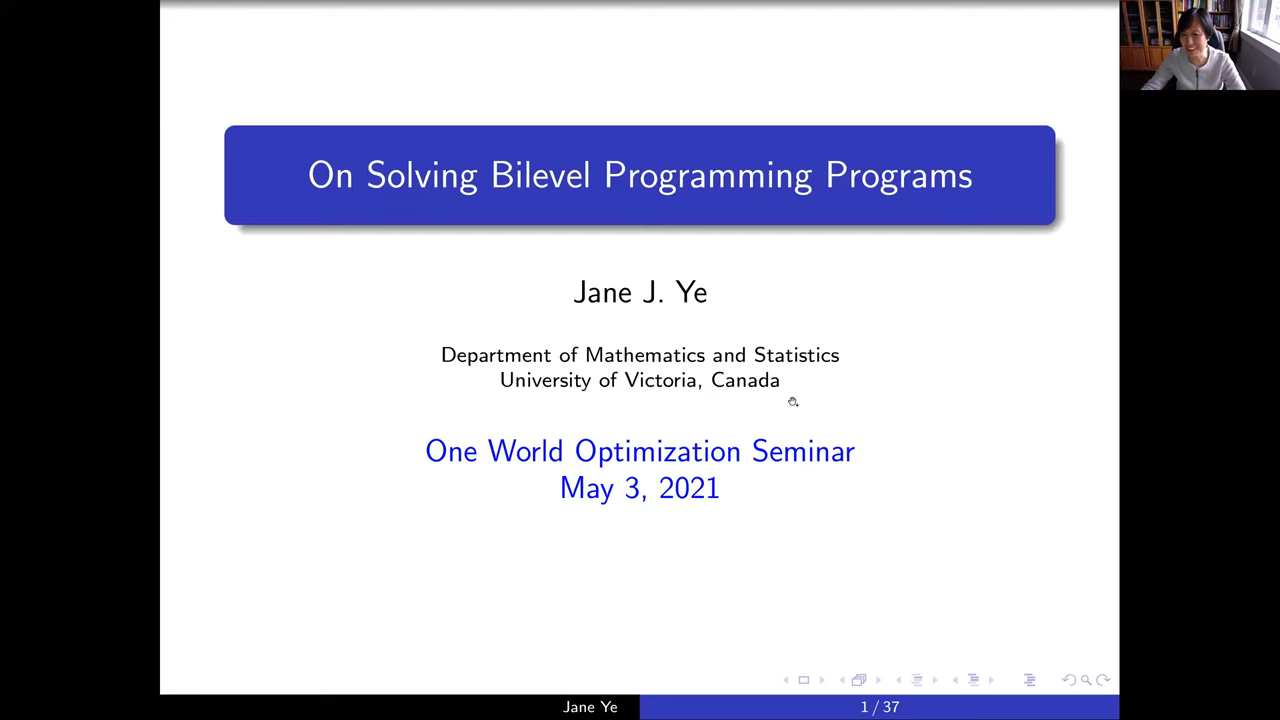 On Solving Bilevel Programming Programs
Jane J. Ye
Department of Mathematics and Statistics
University of Victoria, Canada
One World Optimization Seminar
May 3, 2021
Jane Ye
1 / 37